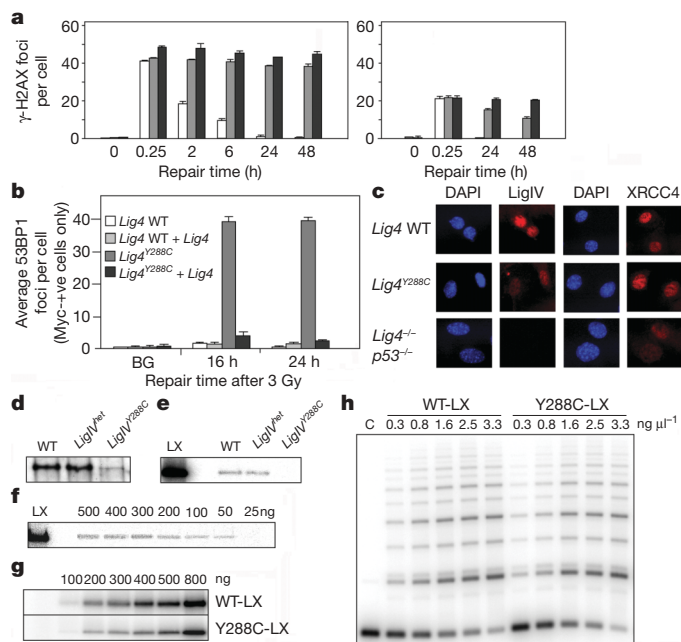 a
γ-H2AX foci
per cell
60
40
20
0
0 0.25 2 6 24 48
Repair time (h)
60
40
20
0
0 0.25 24 48
Repair time (h)
b
Average 53BP1
foci per cell
(Myc-+ve cells only)
40
30
20
10
0
Lig4 WT
Lig4 WT + Lig4
Lig4Y288C
Lig4Y288C + Lig4
BG 16 h 24 h
Repair time after 3 Gy
c
DAPI LigIV DAPI XRCC4
Lig4 WT
Lig4Y288C
Lig4−/−
p53−/−
d
WT LigIVhet LigIVY288C
e
LX WT LigIVhet LigIVY288C
f
LX 500 400 300 200 100 50 25 ng
g
100 200 300 400 500 800 ng
WT-LX
Y288C-LX
h
WT-LX Y288C-LX
C 0.3 0.8 1.6 2.5 3.3 0.3 0.8 1.6 2.5 3.3 ng μl−1